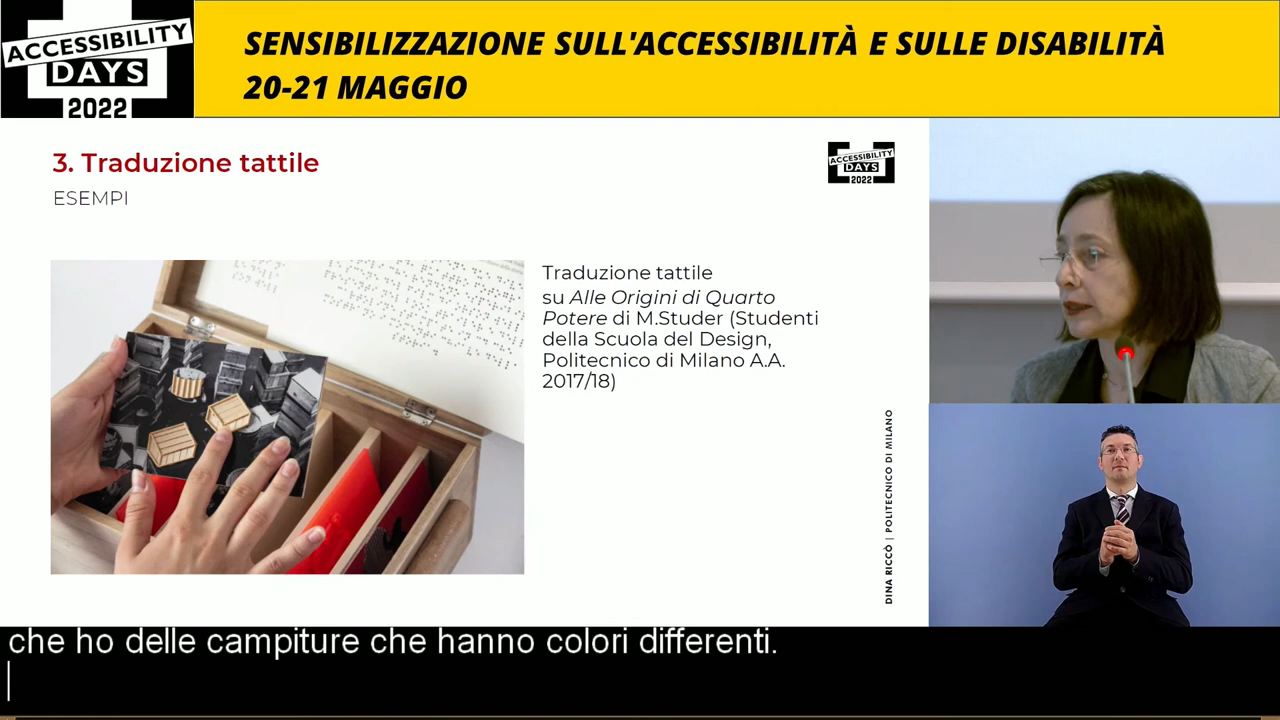 ACCESSIBILITY
DAYS
2022
SENSIBILIZZAZIONE SULL'ACCESSIBILITÀ E SULLE DISABILITÀ
20-21 MAGGIO
3. Traduzione tattile
ESEMPI
ACCESSIBILITY
DAYS
2022
Traduzione tattile
su Alle Origini di Quarto
Potere di M.Studer (Studenti
della Scuola del Design,
Politecnico di Milano A.A.
2017/18)
DINA RICCÒ | POLITECNICO DI MILANO
che ho delle campiture che hanno colori differenti.